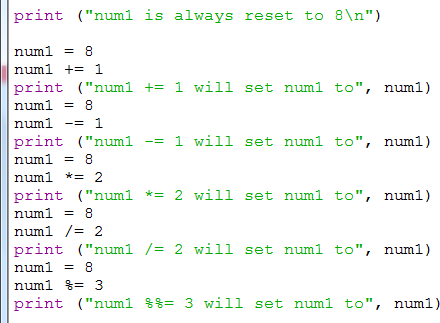 print ("num1 is always reset to 8\n")
num1 = 8
num1 += 1
print ("num1 += 1 will set num1 to", num1)
num1 = 8
num1 -= 1
print ("num1 -= 1 will set num1 to", num1)
num1 = 8
num1 *= 2
print ("num1 *= 2 will set num1 to", num1)
num1 = 8
num1 /= 2
print ("num1 /= 2 will set num1 to", num1)
num1 = 8
num1 %= 3
print ("num1 %%= 3 will set num1 to", num1)